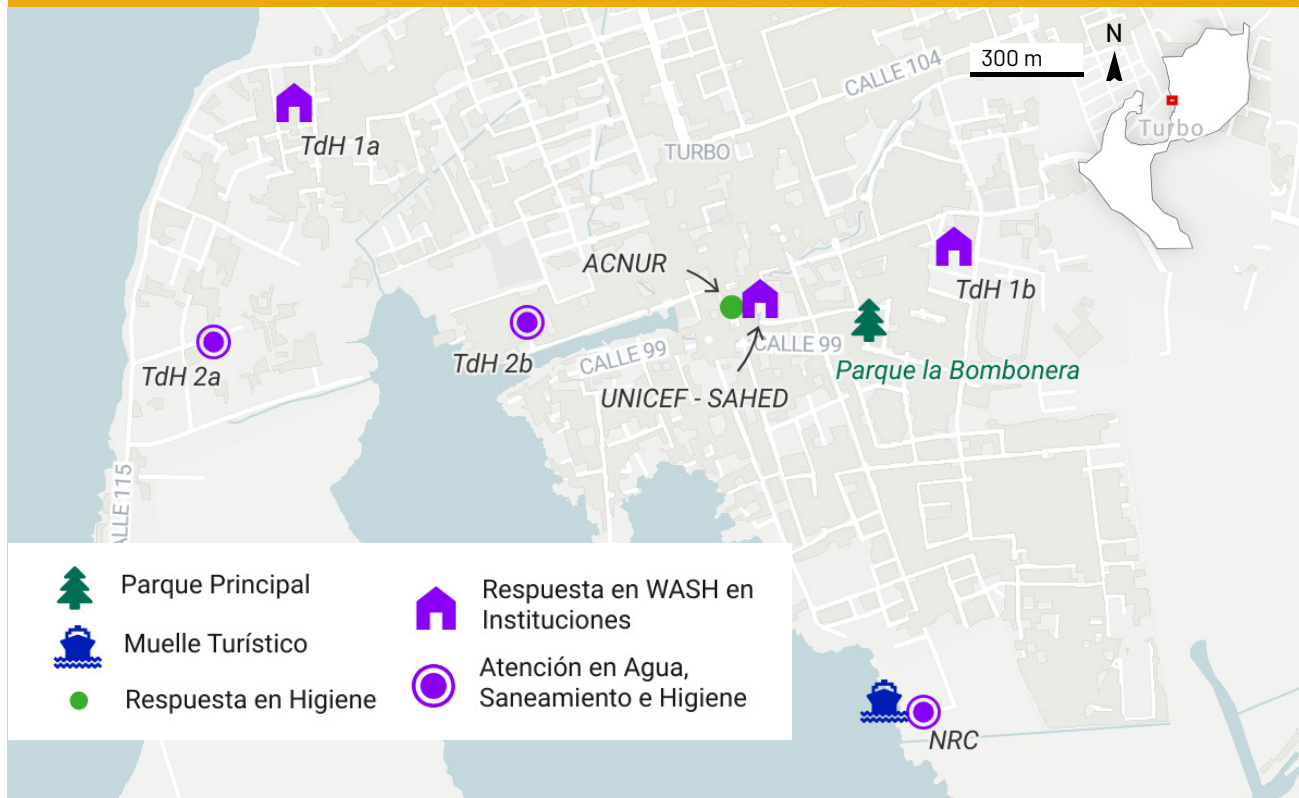 N
300 m
CALLE 104
Turbo
TdH 1a
TURBO
ACNUR
TdH 1b
TdH 2b
CALLE 99
CALLE 99
TdH 2a
Parque la Bombonera
UNICEF - SAHED
ALLE 115
Parque Principal
Muelle Turístico
Respuesta en Higiene
Respuesta en WASH en
Instituciones
Atención en Agua,
Saneamiento e Higiene
NRC